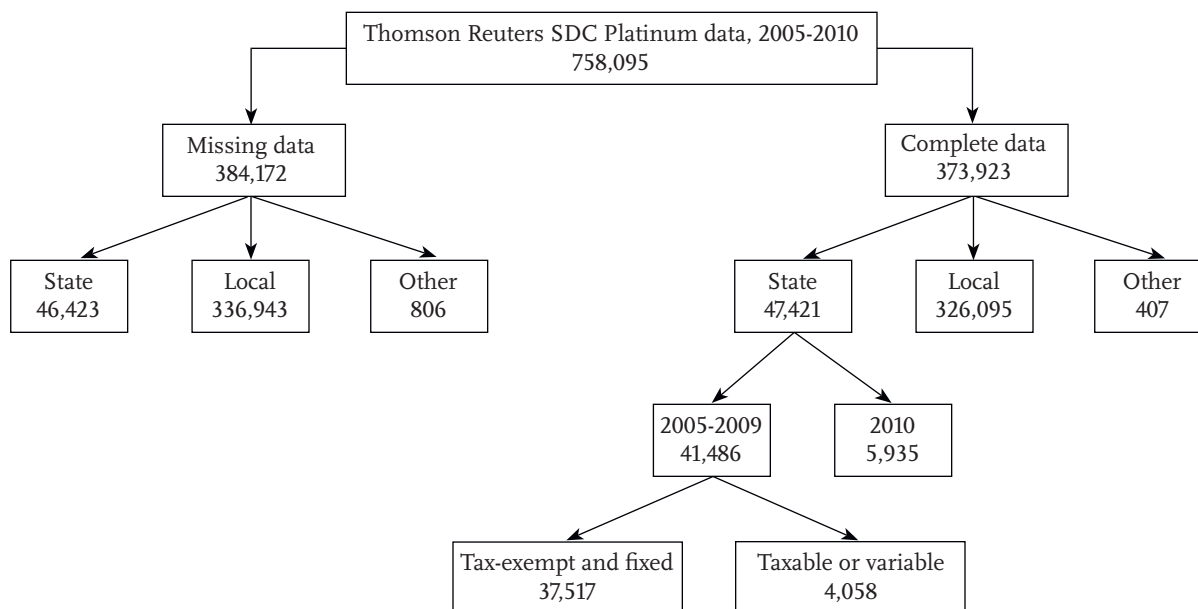 Thomson Reuters SDC Platinum data, 2005-2010
758,095
Missing data
384,172
Complete data
373,923
State
46,423
Local
336,943
Other
806
State
47,421
Local
326,095
Other
407
2005-2009
41,486
2010
5,935
Tax-exempt and fixed
37,517
Taxable or variable
4,058